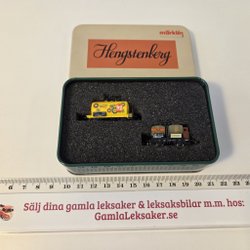 märklin
Hengstenberg
Sälj dina gamla leksaker & leksaksbilar m.m. hos:
GamlaLeksaker.se